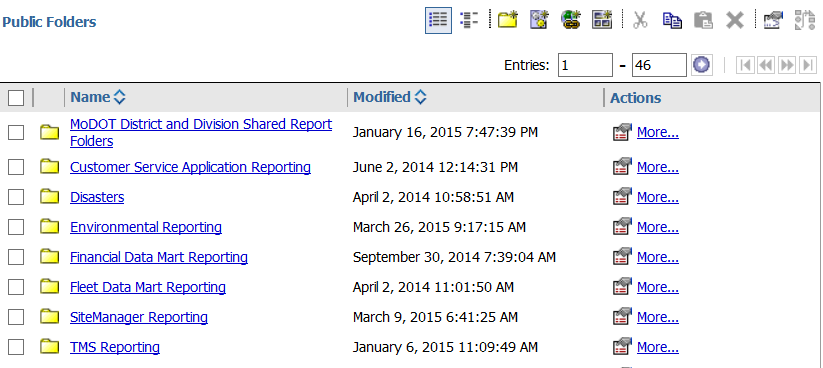 Public Folders
Entries: 1 - 46
Name Modified Actions
MoDOT District and Division Shared Report
Folders
January 16, 2015 7:47:39 PM More...
Customer Service Application Reporting June 2, 2014 12:14:31 PM More...
Disasters April 2, 2014 10:58:51 AM More...
Environmental Reporting March 26, 2015 9:17:15 AM More...
Financial Data Mart Reporting September 30, 2014 7:39:04 AM More...
Fleet Data Mart Reporting April 2, 2014 11:01:50 AM More...
SiteManager Reporting March 9, 2015 6:41:25 AM More...
TMS Reporting January 6, 2015 11:09:49 AM More...